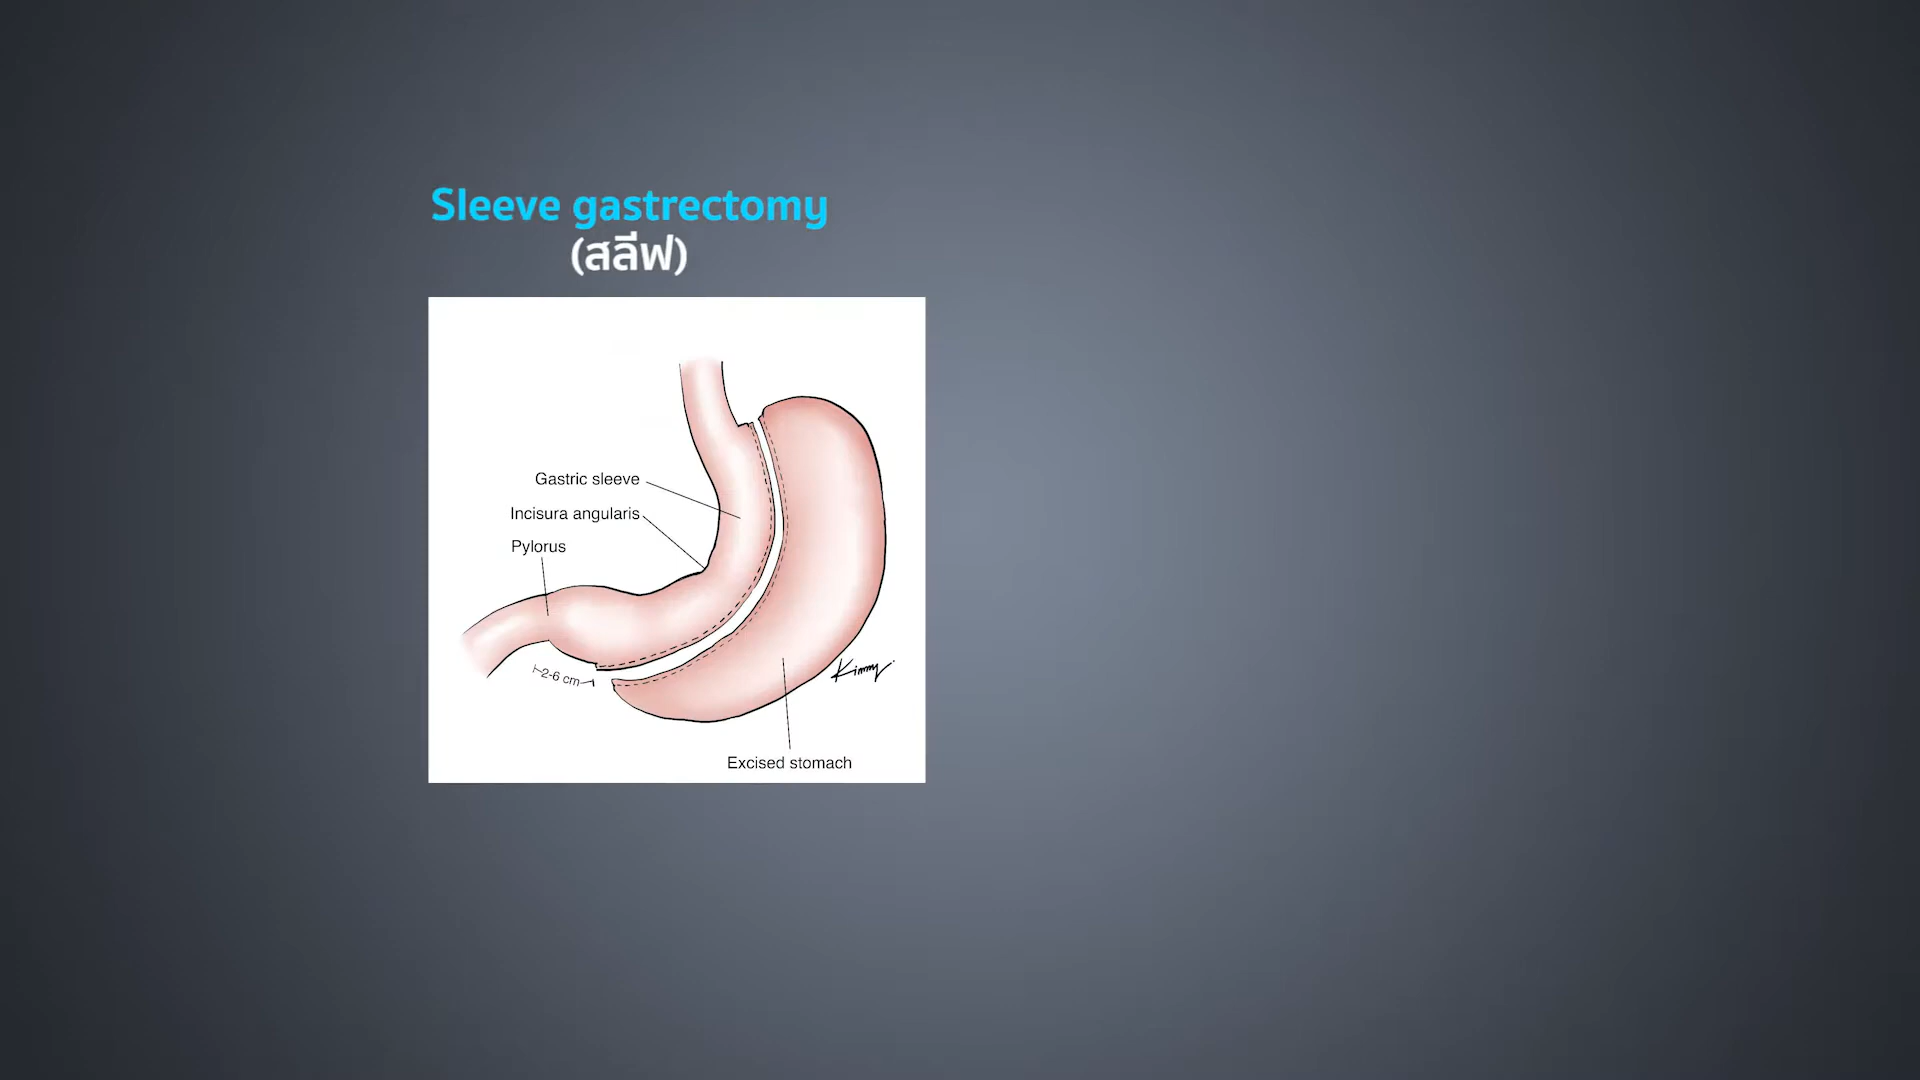 Sleeve gastrectomy
(สลีฟ)
Gastric sleeve
Incisura angularis
Pylorus
2-6 cm
Kimmy
Excised stomach